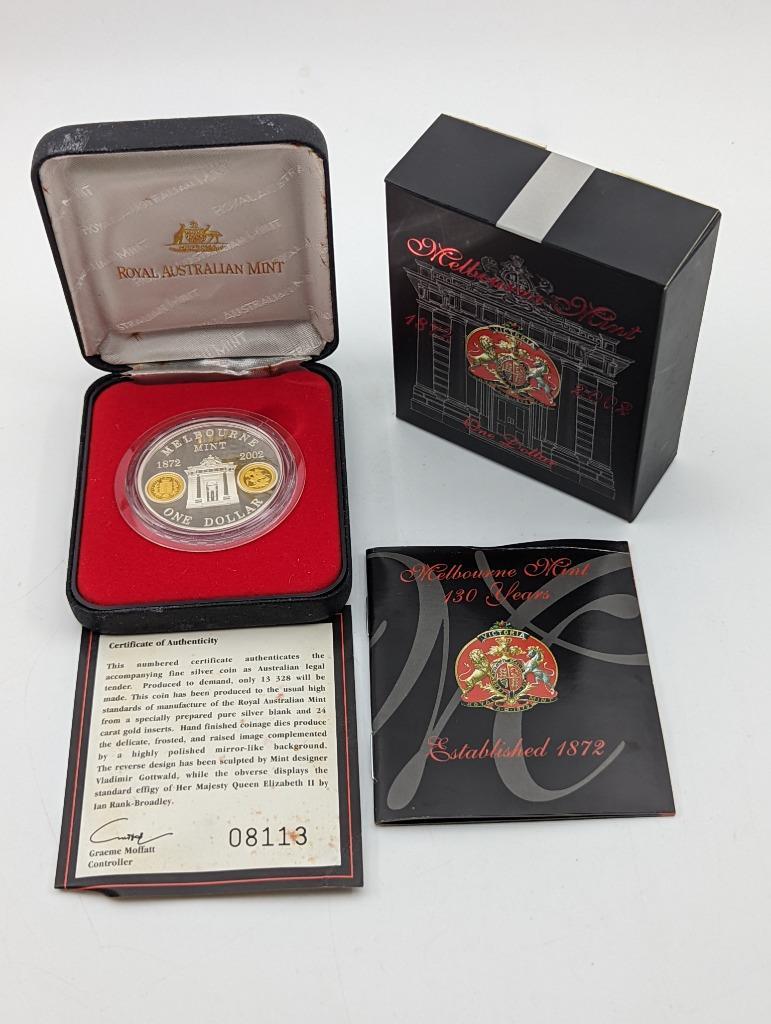 ROYAL AUSTRALIAN MINT
MELBOURNE
MINT
1872 2002
ONE DOLLAR
Melbourne Mint
1872
2002
VICTORIA
One Dollar
Melbourne Mint
130 Years
VICTORIA
Established 1872
Certificate of Authenticity
This numbered certificate authenticates the
accompanying fine silver coin as Australian legal
tender. Produced to demand, only 13 328 will be
made. This coin has been produced to the usual high
standards of manufacture of the Royal Australian Mint
from a specially prepared pure silver blank and 24
carat gold inserts. Hand finished coinage dies produce
the delicate, frosted, and raised image complemented
by a highly polished mirror-like background.
The reverse design has been sculpted by Mint designer
Vladimir Gottwald, while the obverse displays the
standard effigy of Her Majesty Queen Elizabeth II by
Ian Rank-Broadley.
Graeme Moffatt
Controller
08113